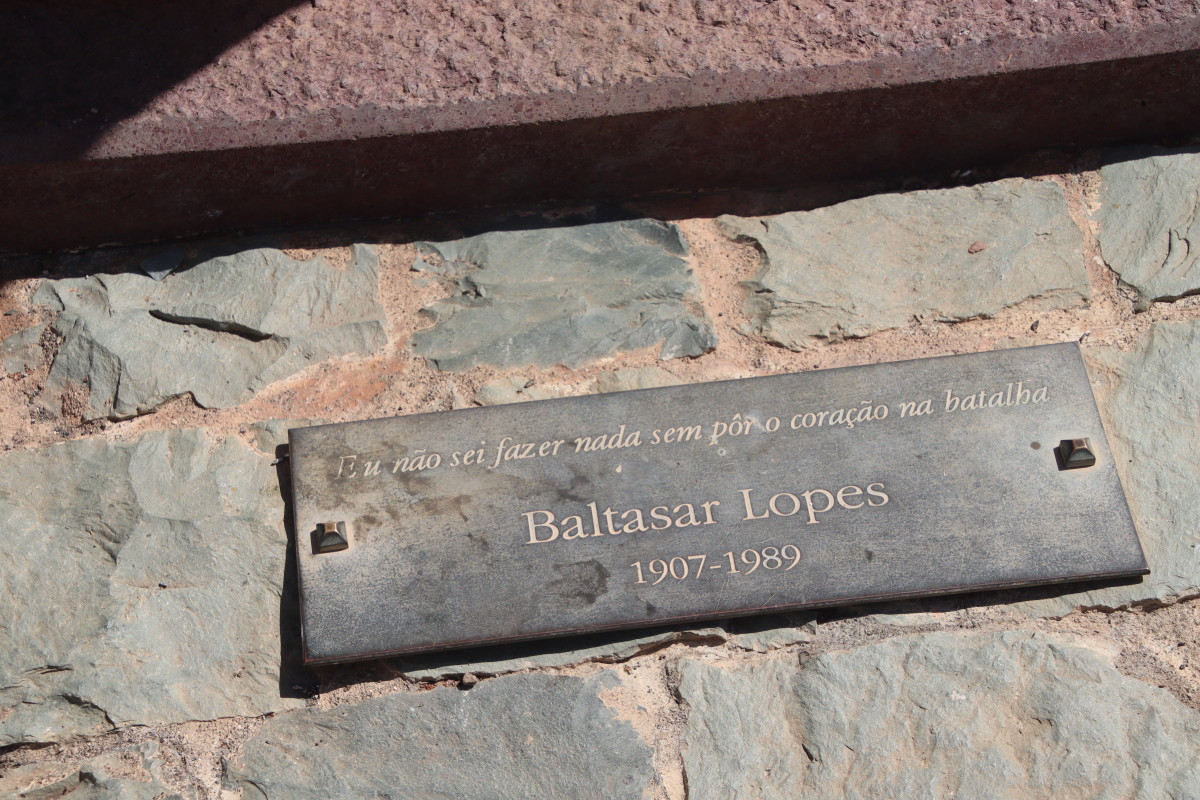 Eu não sei fazer nada sem pôr o coração na batalha
Baltasar Lopes
1907-1989